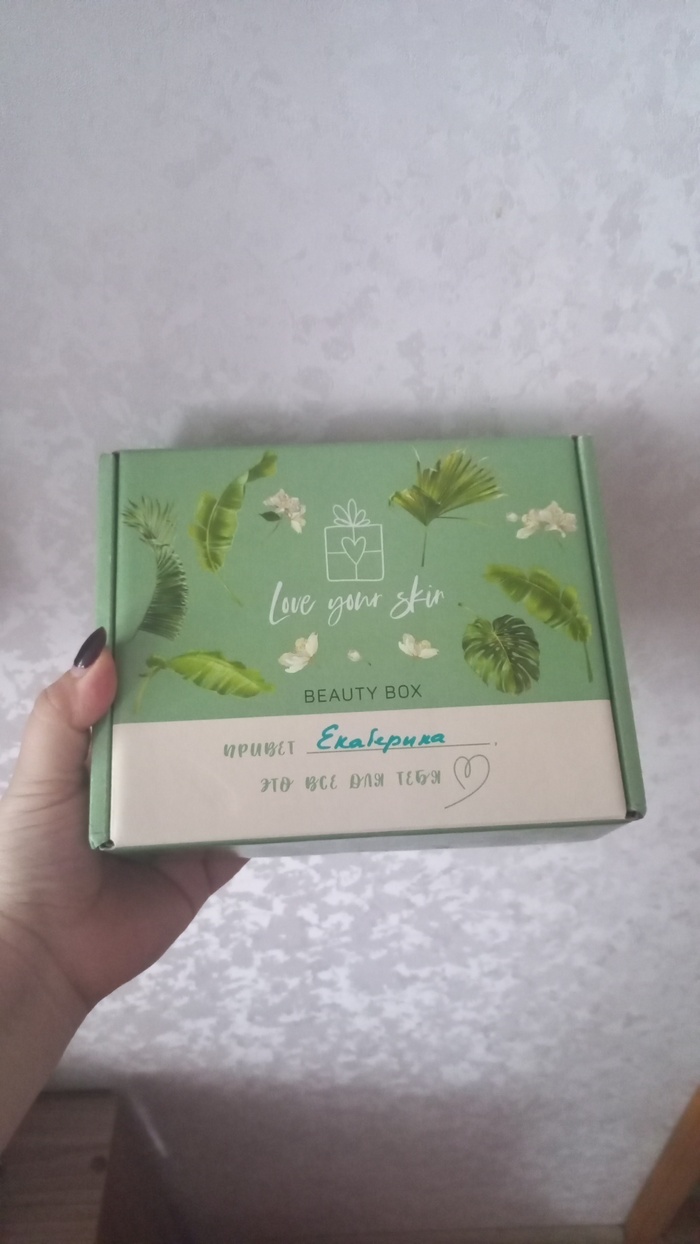 Love your skin
BEAUTY BOX
ПРИВЕТ Екатерина.
ЭТО ВСЕ ДЛЯ ТЕБЯ